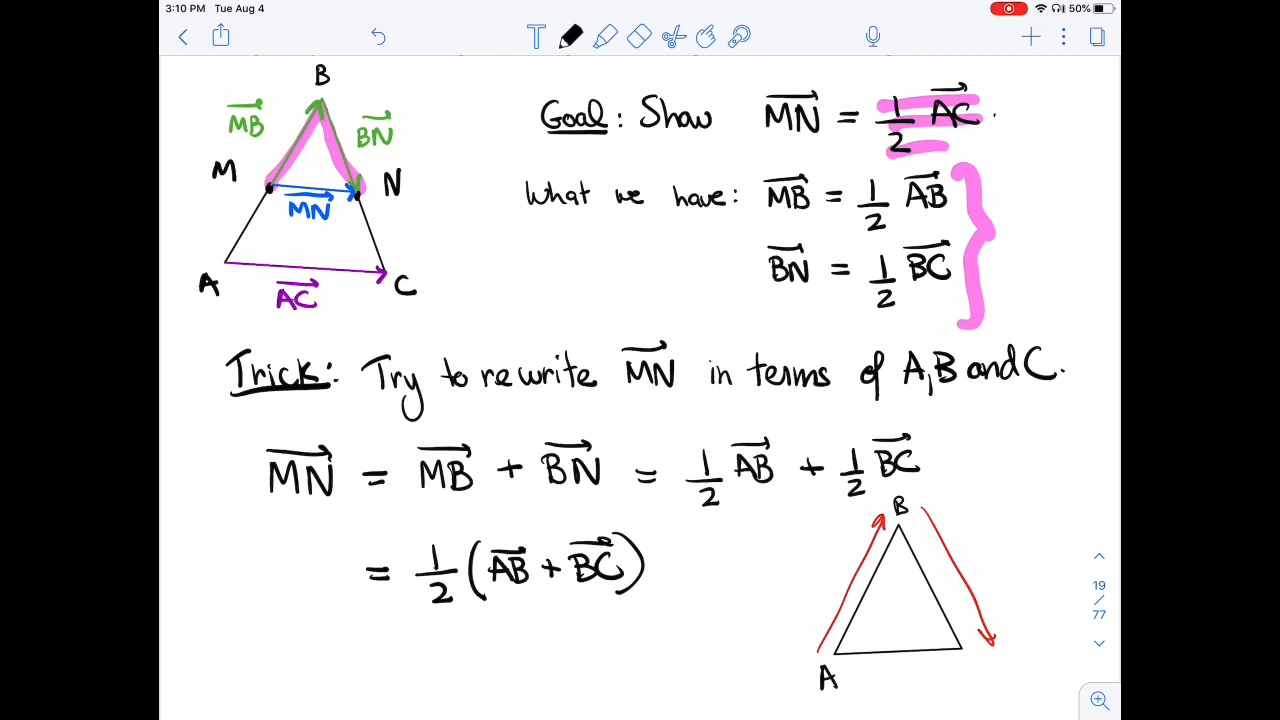 3:10 PM Tue Aug 4
50%
B
MB
BN
M
N
MN
A
AC
C
Goal: Show MN = 1/2 AC.
What we have: MB = 1/2 AB
BN = 1/2 BC
Trick: Try to rewrite MN in terms of A, B and C.
MN = MB + BN = 1/2 AB + 1/2 BC
= 1/2 (AB + BC)
B
A
19
/
77